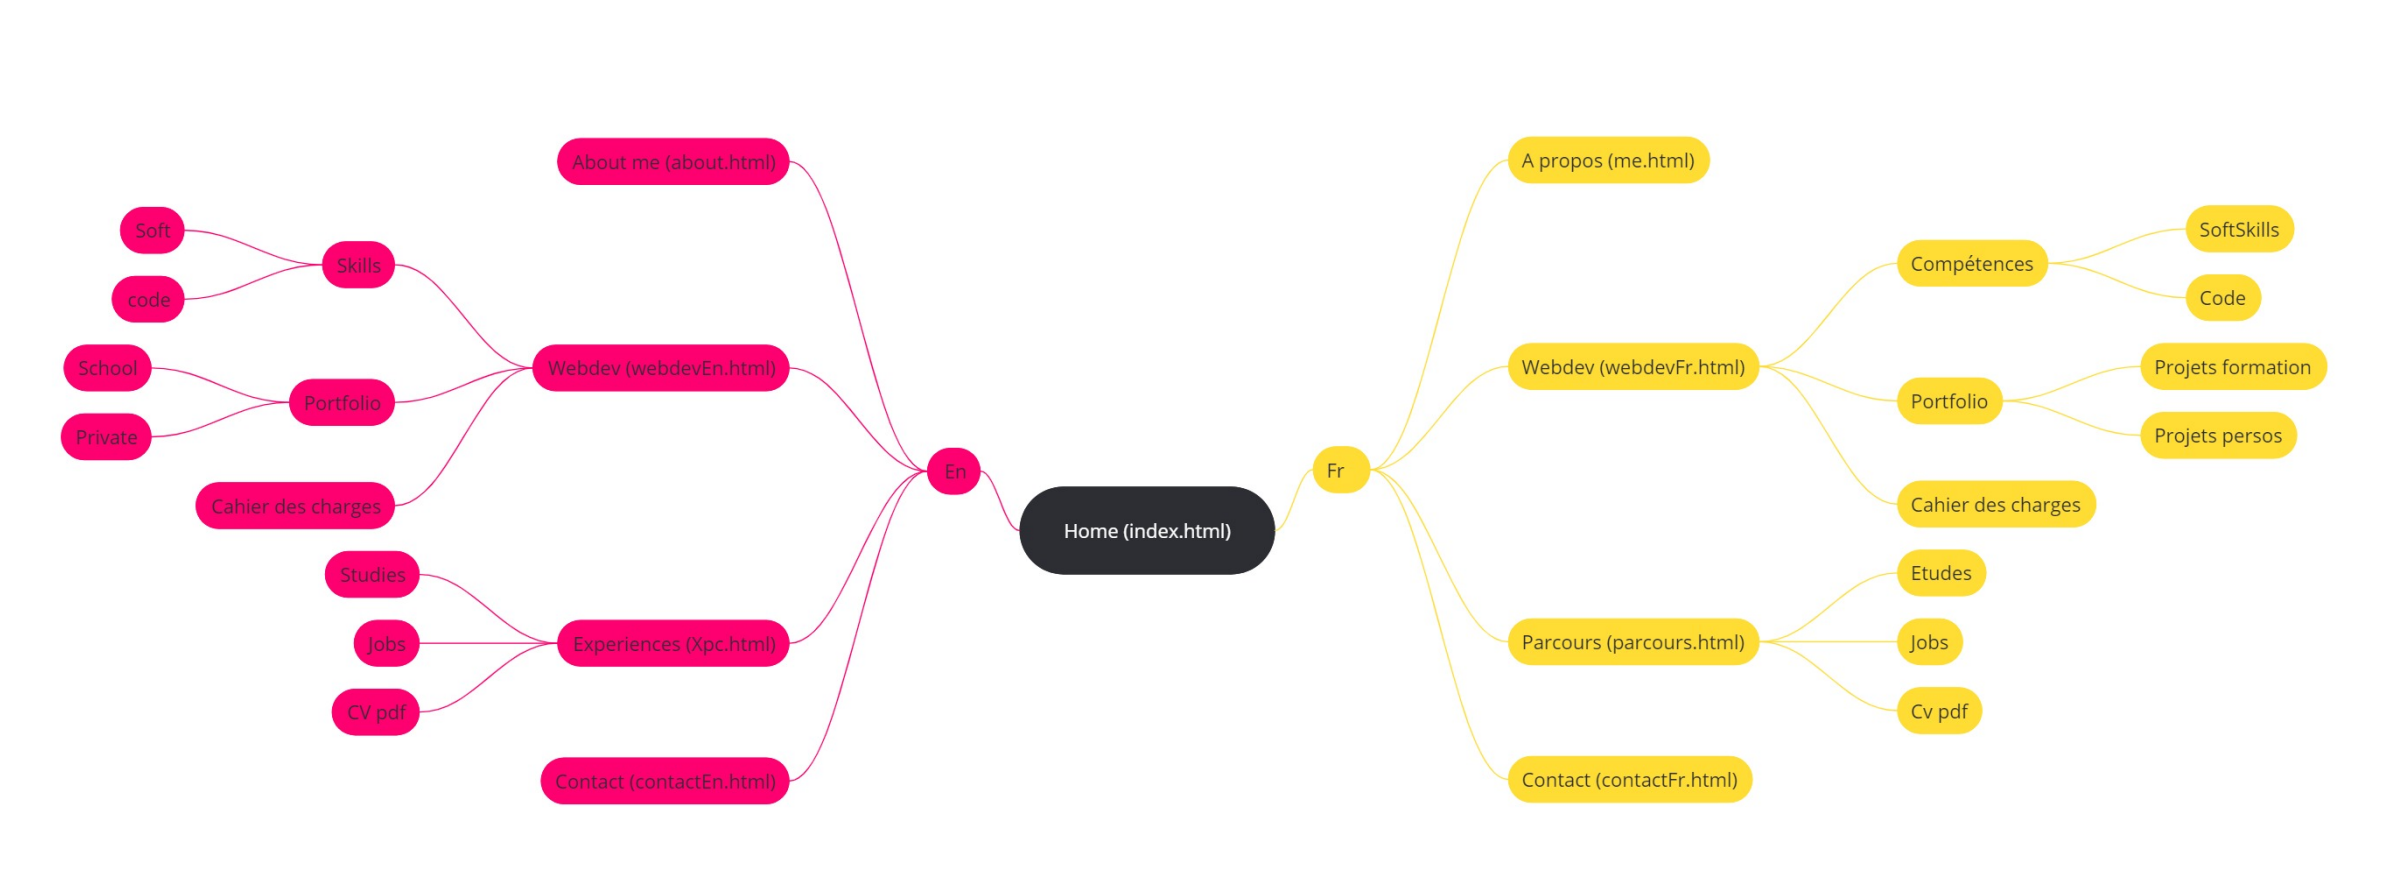 Home (index.html)
En
About me (about.html)
Webdev (webdevEn.html)
Skills
Soft
code
Portfolio
School
Private
Cahier des charges
Experiences (Xpc.html)
Studies
Jobs
CV pdf
Contact (contactEn.html)
Fr
A propos (me.html)
Webdev (webdevFr.html)
Compétences
SoftSkills
Code
Portfolio
Projets formation
Projets persos
Cahier des charges
Parcours (parcours.html)
Etudes
Jobs
Cv pdf
Contact (contactFr.html)